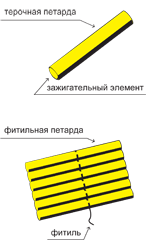 терочная петарда
зажигательный элемент
фитильная петарда
фитиль